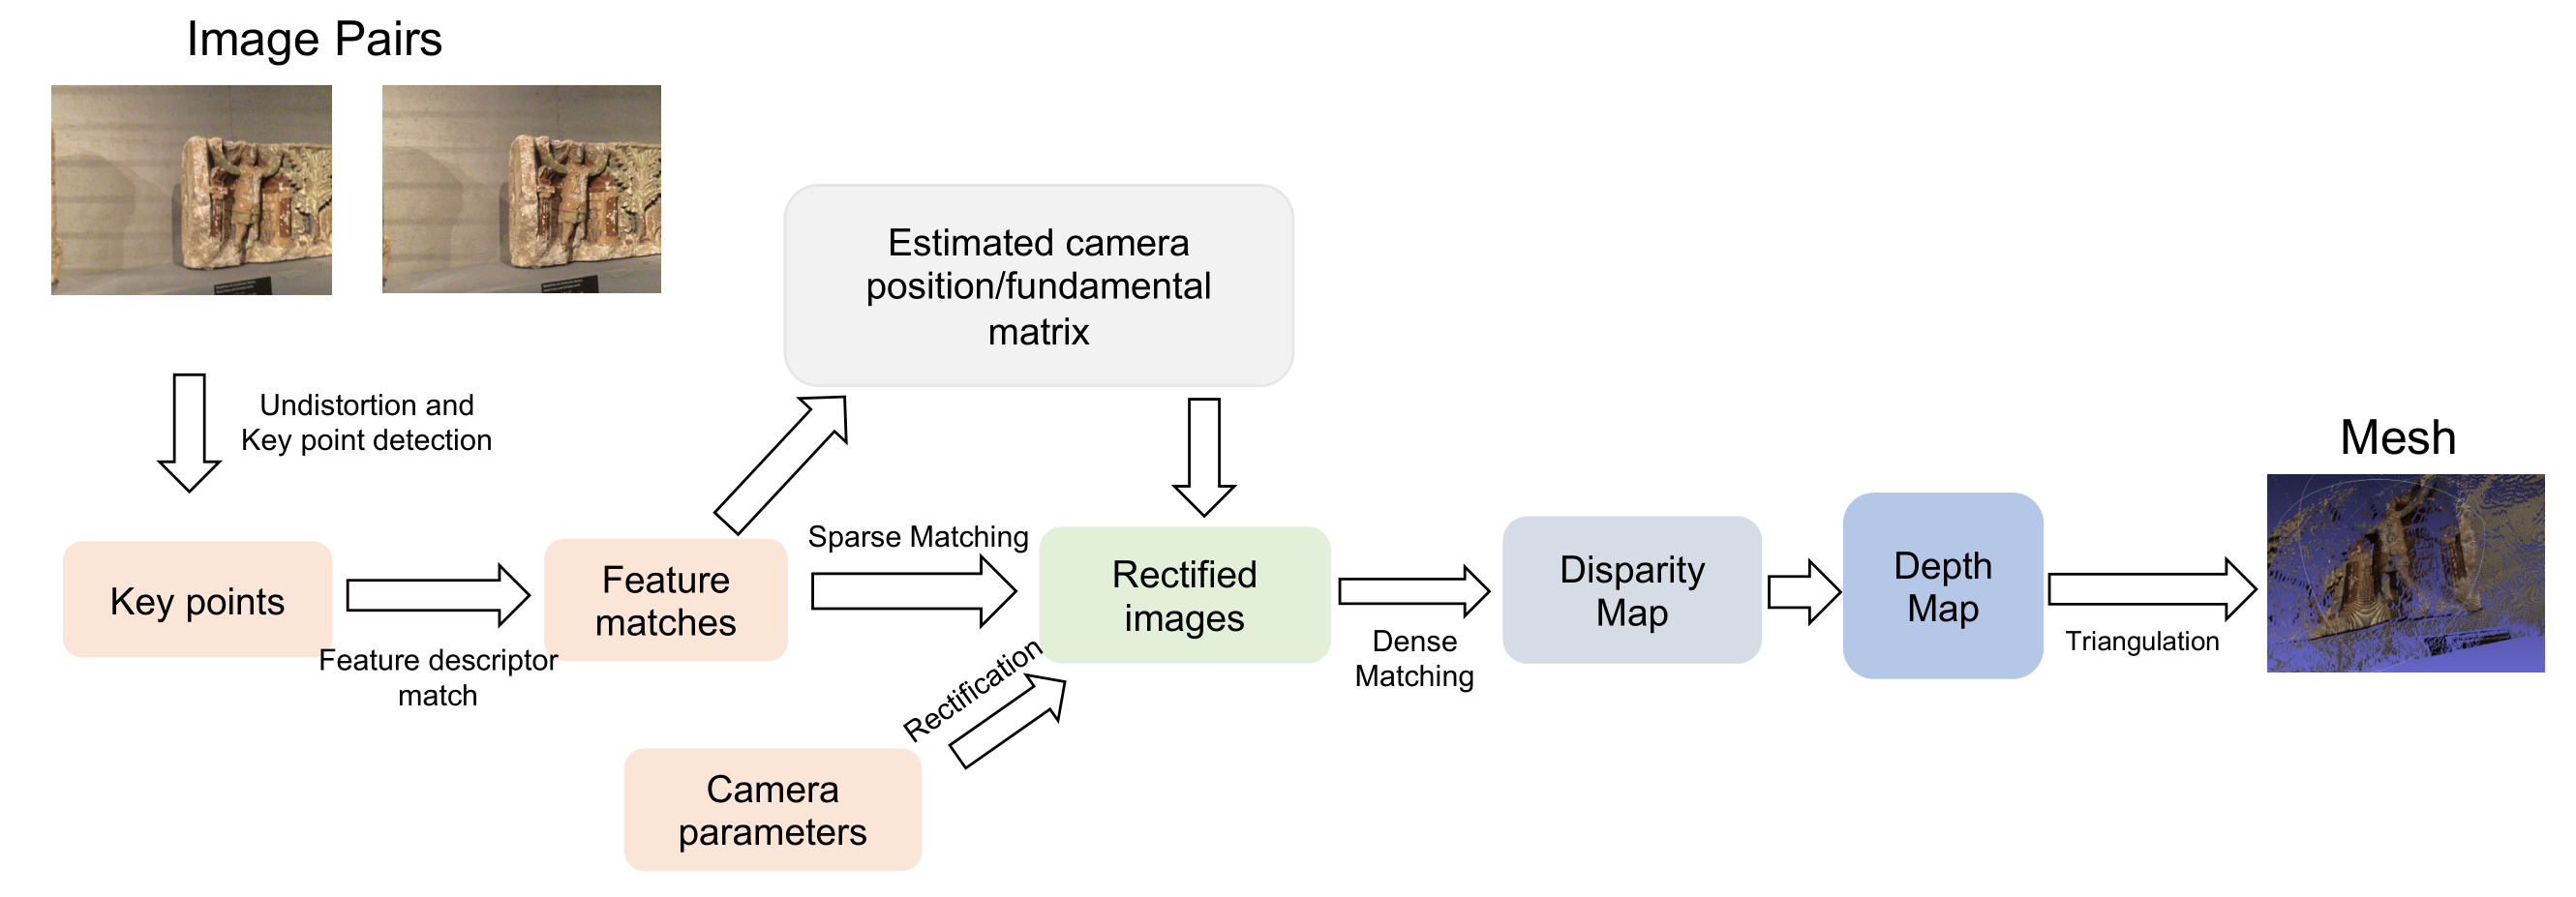 Image Pairs
Undistortion and
Key point detection
Estimated camera
position/fundamental
matrix
Key points
Feature descriptor
match
Feature
matches
Sparse Matching
Rectification
Camera
parameters
Rectified
images
Dense
Matching
Disparity
Map
Depth
Map
Triangulation
Mesh